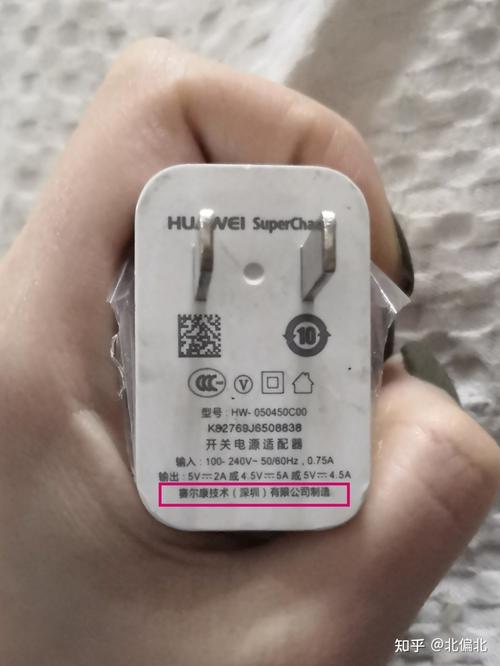 HUAWEI SuperCharge
10
CCC V
型号: HW- 050450C00
K82769J6508838
开关电源适配器
输入: 100- 240V~ 50/60Hz, 0.75A
输出: 5V⎓2A 或 4.5V⎓5A 或 5V⎓4.5A
赛尔康技术（深圳）有限公司制造
知乎 @北偏北